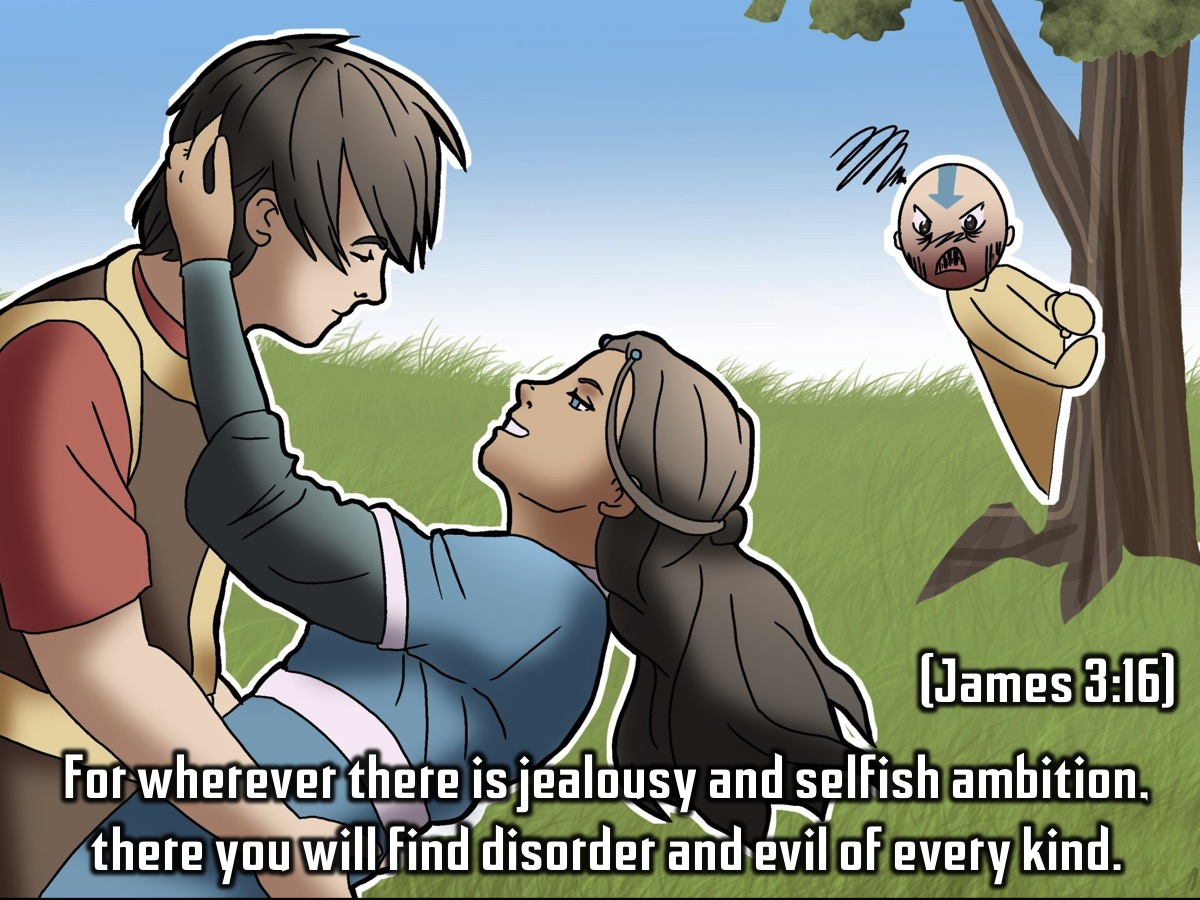 (James 3:16)
For wherever there is jealousy and selfish ambition,
there you will find disorder and evil of every kind.